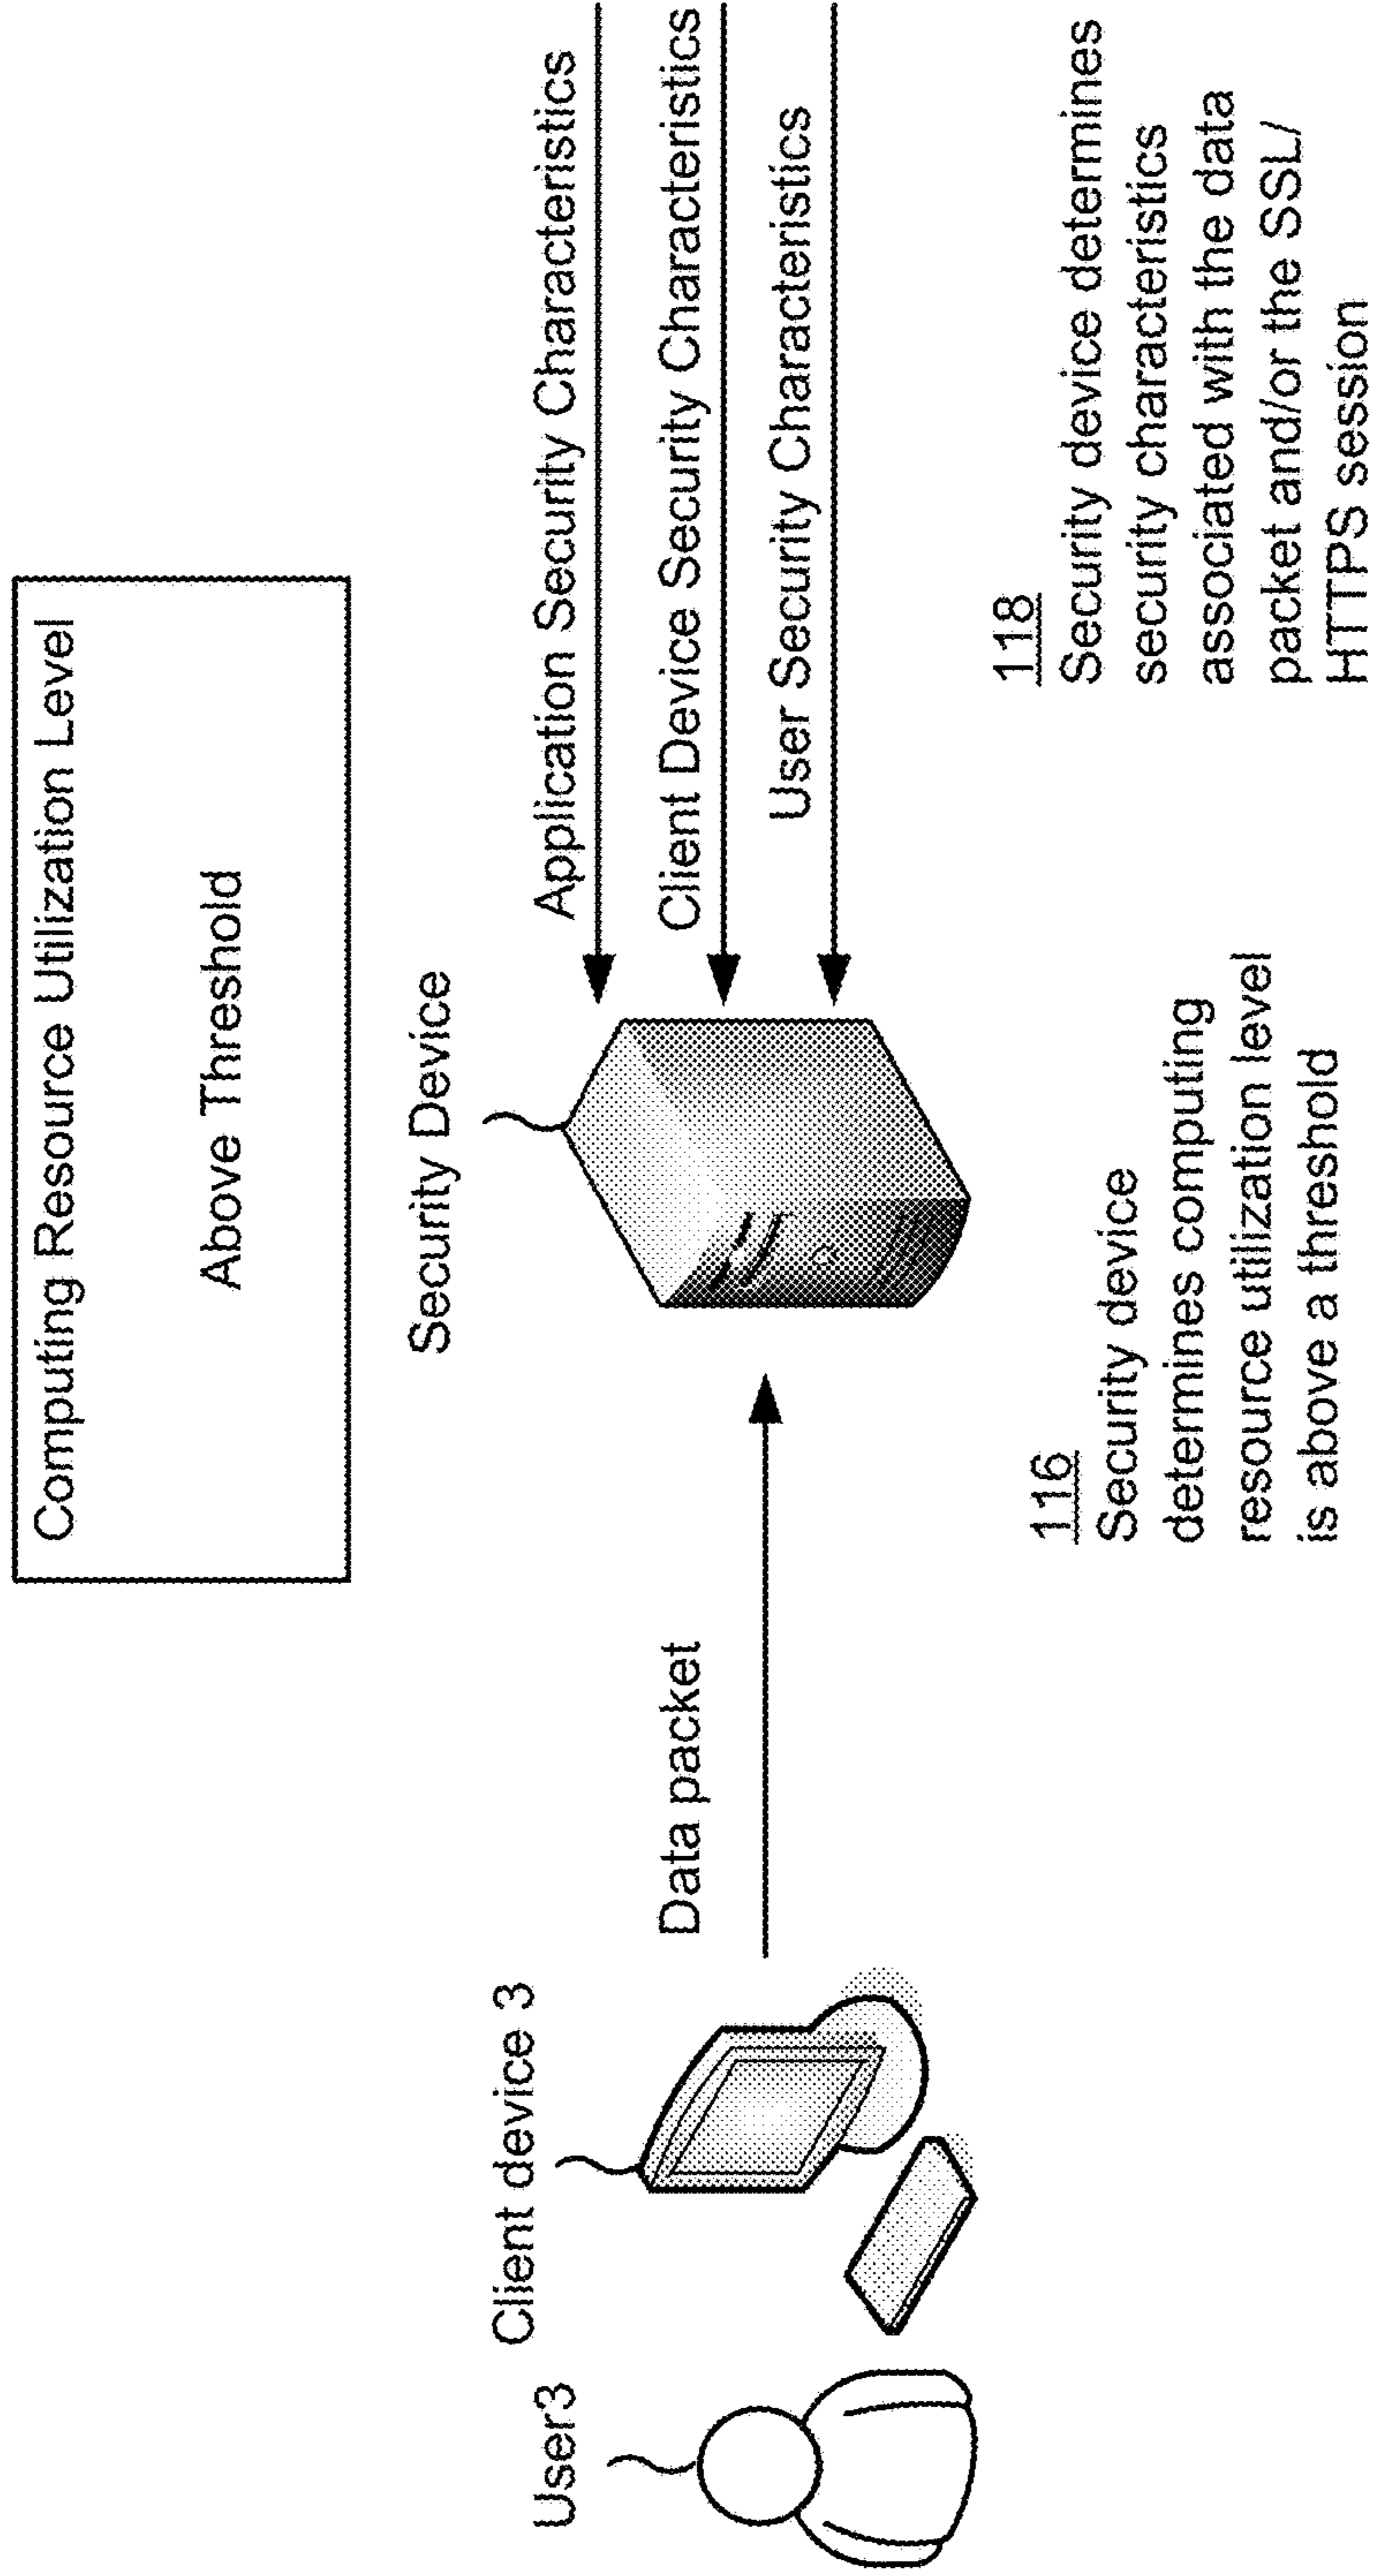 Computing Resource Utilization Level
Above Threshold
Security Device
User3
Client device 3
Data packet
Application Security Characteristics
Client Device Security Characteristics
User Security Characteristics
116
Security device
determines computing
resource utilization level
is above a threshold
118
Security device determines
security characteristics
associated with the data
packet and/or the SSL/
HTTPS session